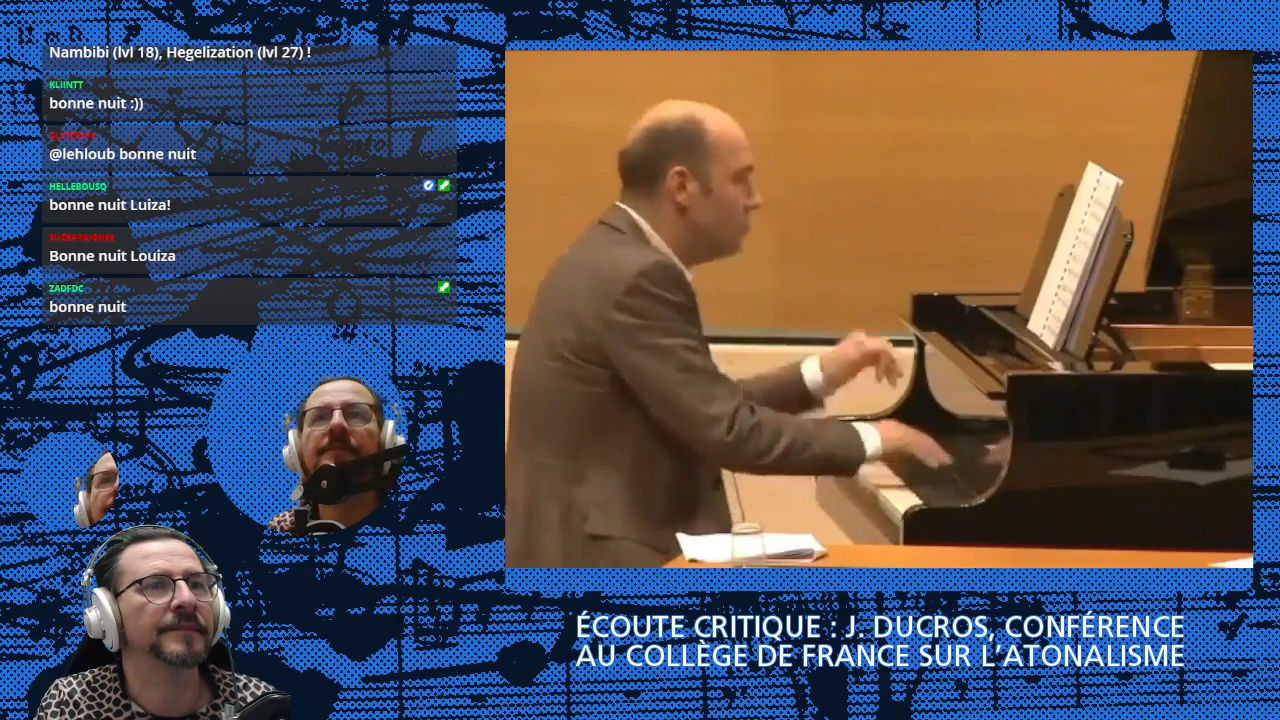 Nambibi (lvl 18), Hegelization (lvl 27) !
KLIINTT
bonne nuit :))
@lehloub bonne nuit
HELLEBOUSQ
bonne nuit Luiza!
Bonne nuit Louiza
ZADFDC
bonne nuit
ÉCOUTE CRITIQUE : J. DUCROS, CONFÉRENCE
AU COLLÈGE DE FRANCE SUR L'ATONALISME